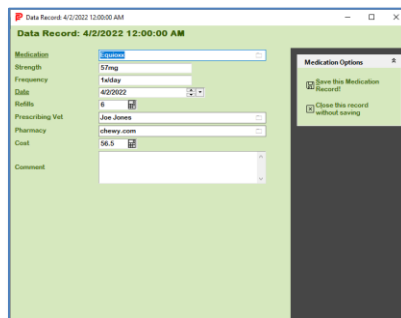 Data Record: 4/2/2022 12:00:00 AM
Data Record: 4/2/2022 12:00:00 AM
Medication Equioxx
Strength 57mg
Frequency 1x/day
Date 4/2/2022
Refills 6
Prescribing Vet Joe Jones
Pharmacy chewy.com
Cost 56.5
Comment
Medication Options
Save this Medication
Record!
Close this record
without saving